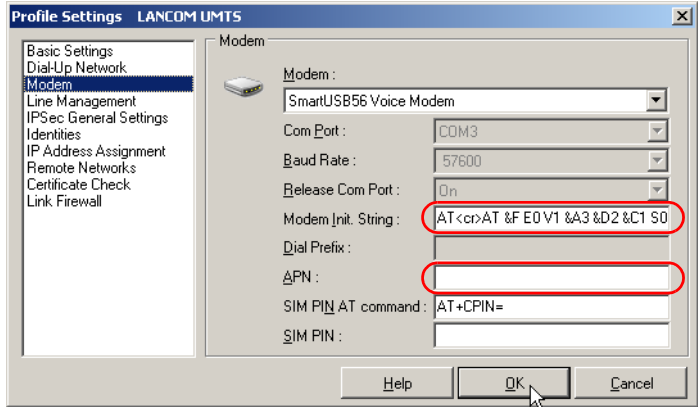 Profile Settings LANCOM UMTS
Basic Settings
Dial-Up Network
Modem
Line Management
IPSec General Settings
Identities
IP Address Assignment
Remote Networks
Certificate Check
Link Firewall
Modem
Modem :
SmartUSB56 Voice Modem
Com Port : COM3
Baud Rate : 57600
Release Com Port : On
Modem Init. String : AT<cr>AT &F E0 V1 &A3 &D2 &C1 S0
Dial Prefix :
APN :
SIM PIN AT command : AT+CPIN=
SIM PIN :
Help OK Cancel